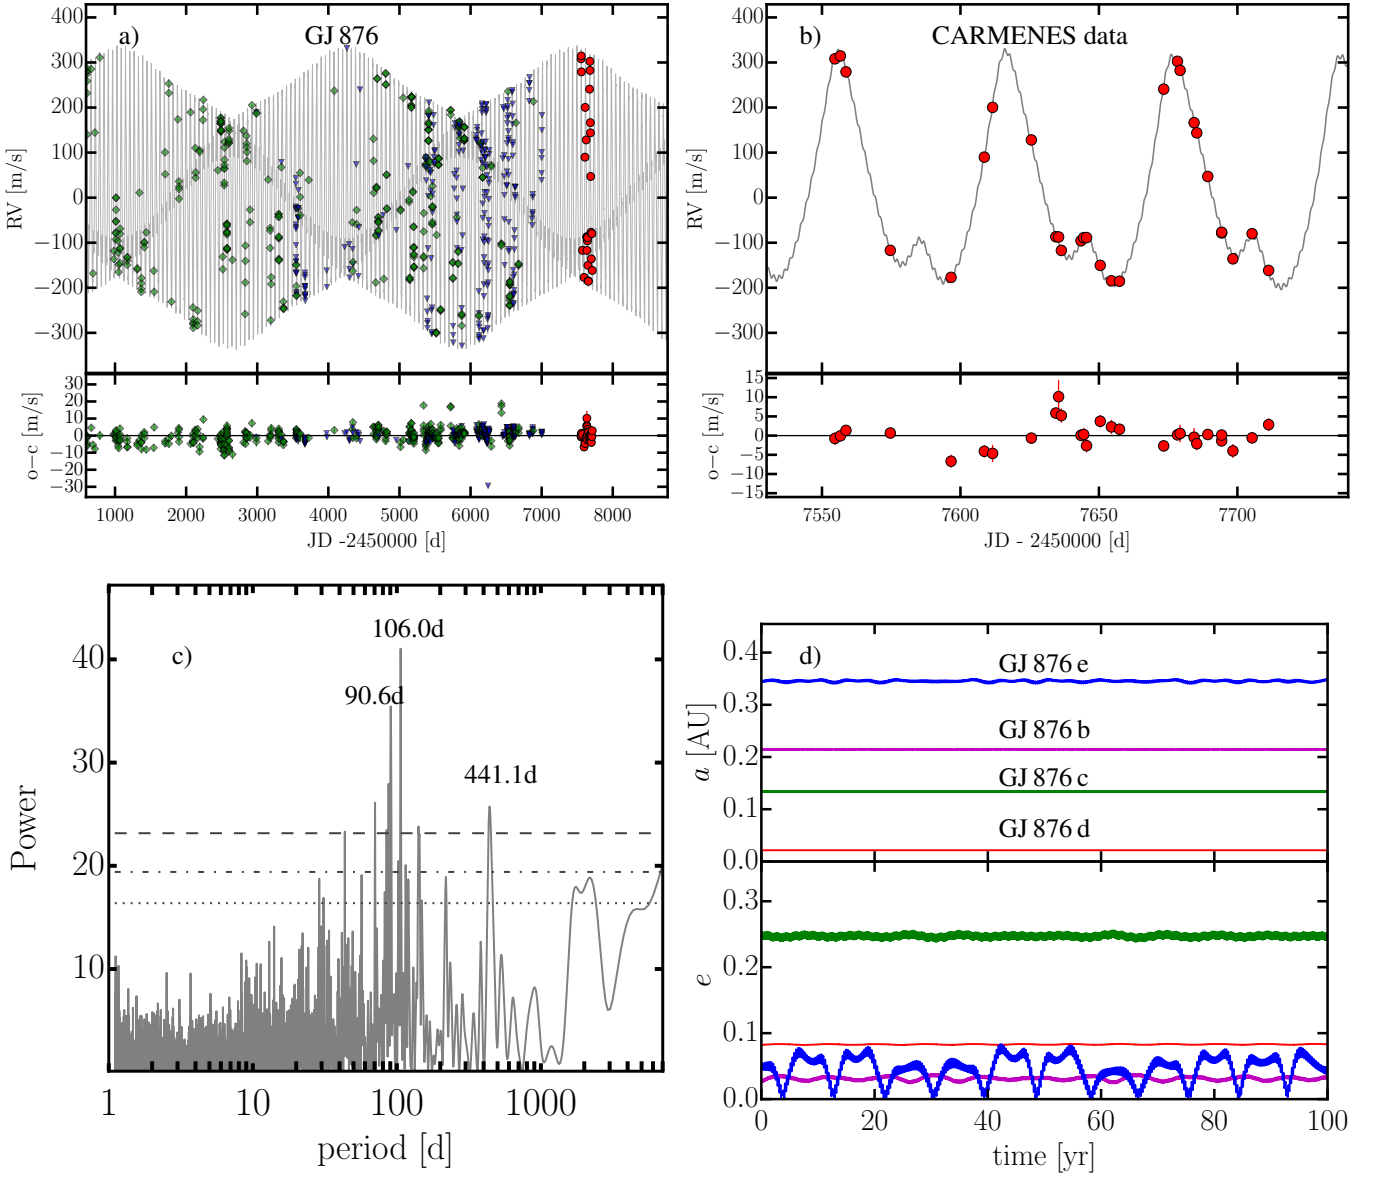 a) GJ 876
400
300
200
100
0
−100
−200
−300
RV [m/s]
30
20
10
0
−10
−20
−30
o−c [m/s]
1000 2000 3000 4000 5000 6000 7000 8000
JD -2450000 [d]
b) CARMENES data
400
300
200
100
0
−100
−200
−300
RV [m/s]
15
10
5
0
−5
−10
−15
o−c [m/s]
7550 7600 7650 7700
JD - 2450000 [d]
c)
106.0d
90.6d
441.1d
40
30
20
10
Power
1 10 100 1000
period [d]
d)
GJ 876 e
GJ 876 b
GJ 876 c
GJ 876 d
0.4
0.3
0.2
0.1
0.0
a [AU]
0.3
0.2
0.1
0.0
e
0 20 40 60 80 100
time [yr]